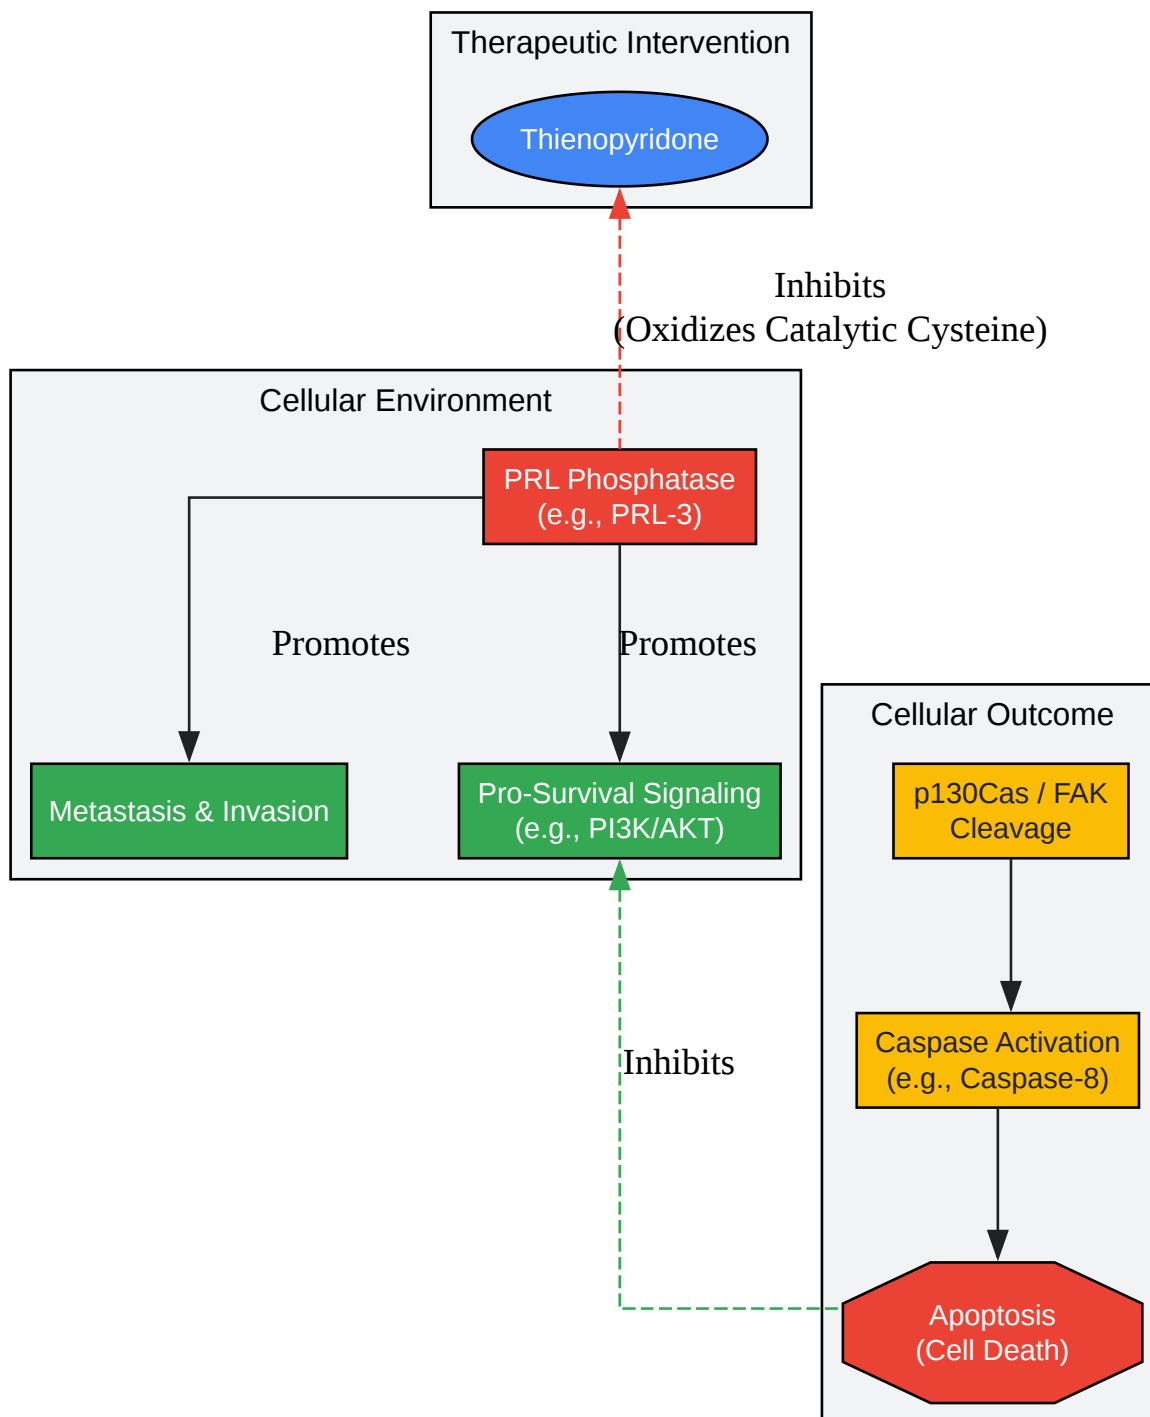 Therapeutic Intervention
Thienopyridone
Inhibits
(Oxidizes Catalytic Cysteine)
Cellular Environment
PRL Phosphatase
(e.g., PRL-3)
Promotes
Promotes
Cellular Outcome
Metastasis & Invasion
Pro-Survival Signaling
(e.g., PI3K/AKT)
p130Cas / FAK
Cleavage
Inhibits
Caspase Activation
(e.g., Caspase-8)
Apoptosis
(Cell Death)